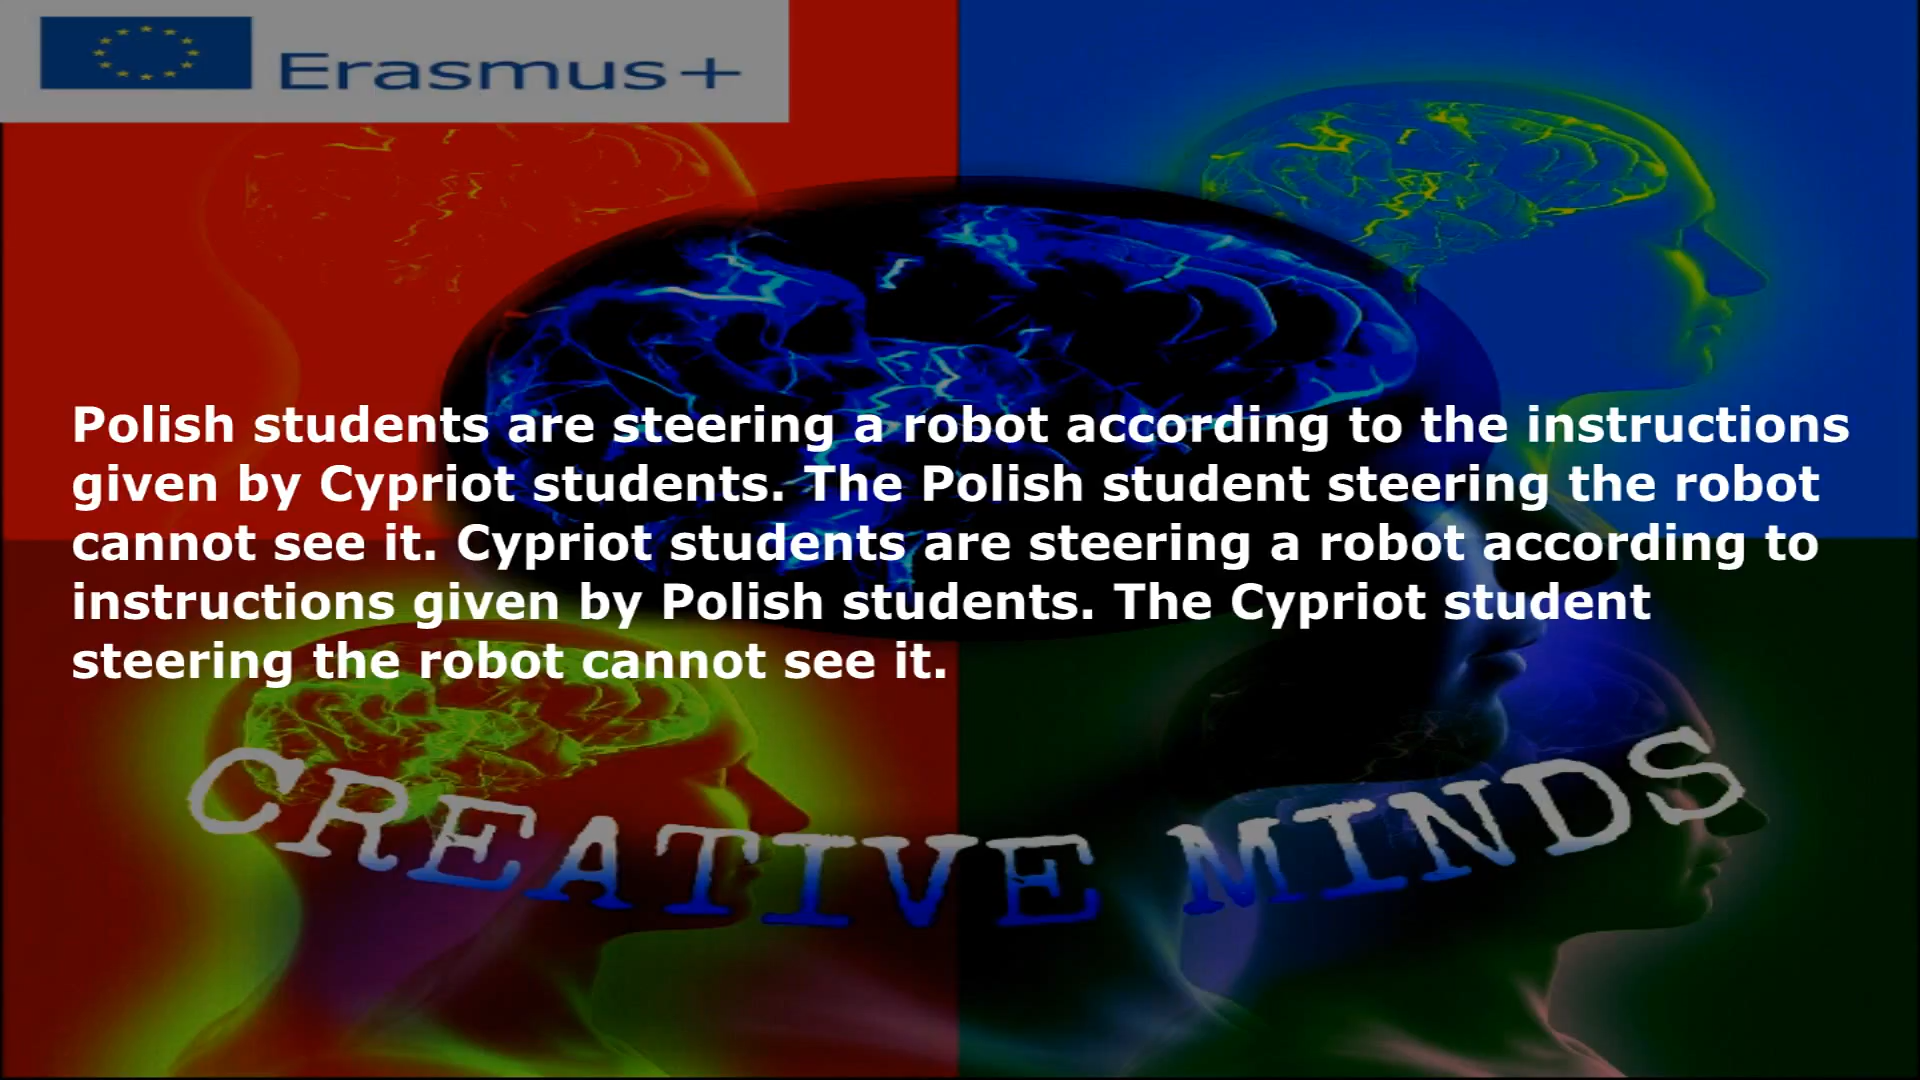 Erasmus+
Polish students are steering a robot according to the instructions
given by Cypriot students. The Polish student steering the robot
cannot see it. Cypriot students are steering a robot according to
instructions given by Polish students. The Cypriot student
steering the robot cannot see it.
CREATIVE MINDS